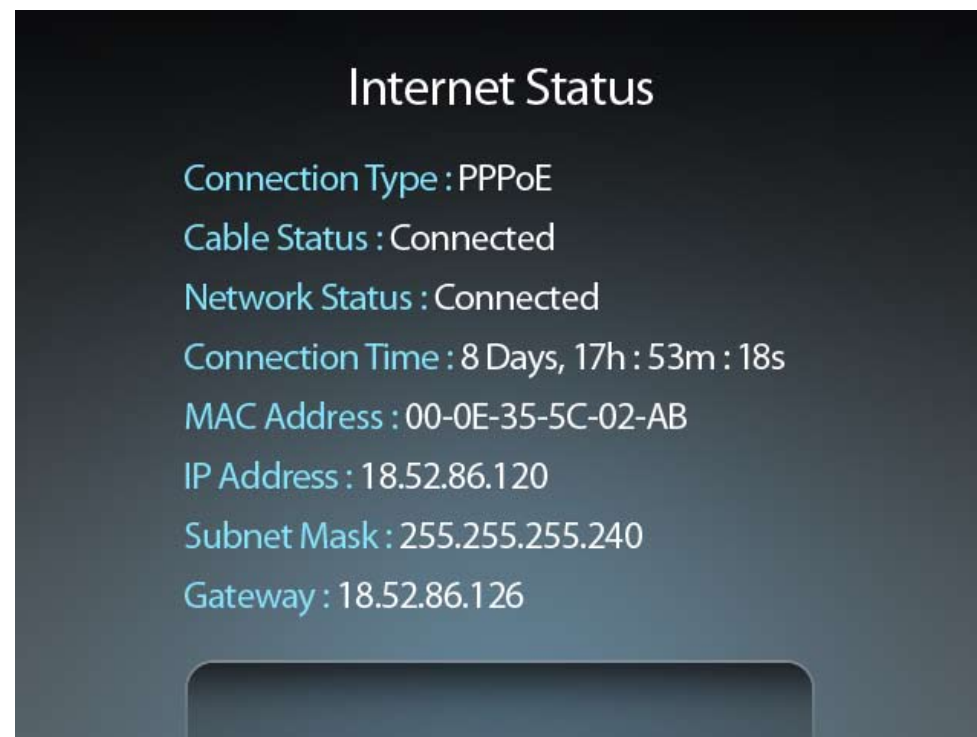 Internet Status
Connection Type : PPPoE
Cable Status : Connected
Network Status : Connected
Connection Time : 8 Days, 17h : 53m : 18s
MAC Address : 00-0E-35-5C-02-AB
IP Address : 18.52.86.120
Subnet Mask : 255.255.255.240
Gateway : 18.52.86.126